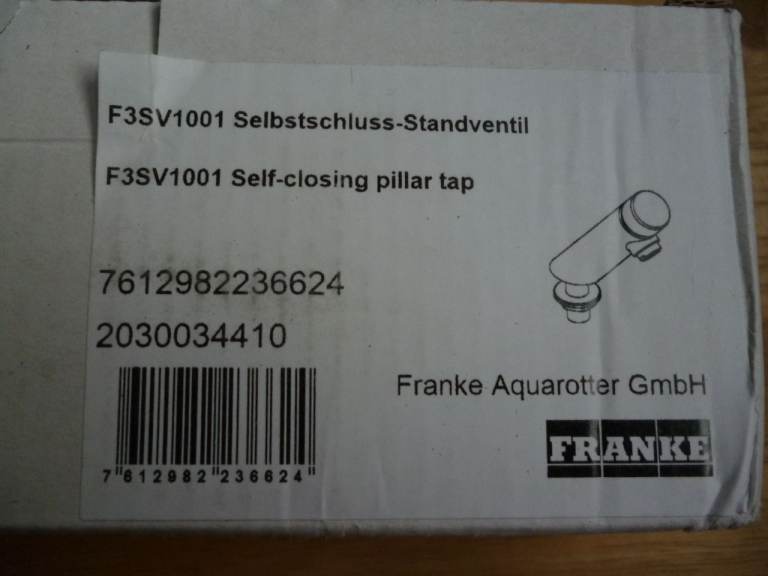 F3SV1001 Selbstschluss-Standventil
F3SV1001 Self-closing pillar tap
7612982236624
2030034410
7 612982 236624
Franke Aquarotter GmbH
FRANKE